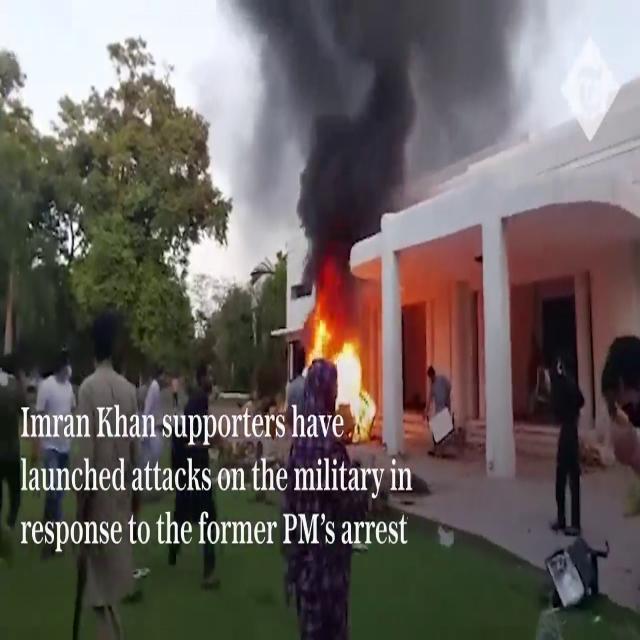 Imran Khan supporters have
launched attacks on the military in
response to the former PM's arrest